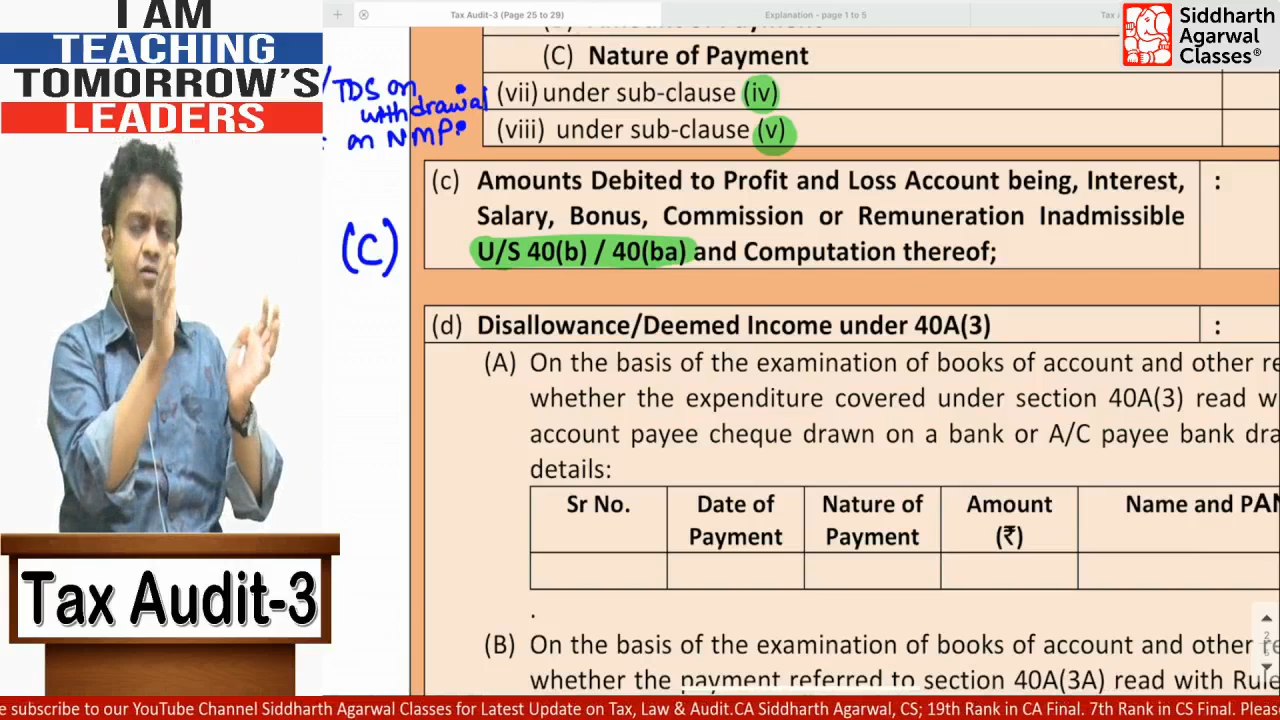 I AM
TEACHING
TOMORROW'S
LEADERS
Tax Audit-3 (Page 25 to 29)
Explanation - page 1 to 5
Siddharth
Agarwal
Classes®
(C) Nature of Payment
(vii) under sub-clause (iv)
(viii) under sub-clause (v)
TDS on
withdrawal
on NMP
(c) Amounts Debited to Profit and Loss Account being, Interest, :
Salary, Bonus, Commission or Remuneration Inadmissible
U/S 40(b) / 40(ba) and Computation thereof;
(C)
(d) Disallowance/Deemed Income under 40A(3) :
(A) On the basis of the examination of books of account and other re
whether the expenditure covered under section 40A(3) read w
account payee cheque drawn on a bank or A/C payee bank dra
details:
Sr No. Date of Payment Nature of Payment Amount (₹) Name and PAN
(B) On the basis of the examination of books of account and other re
whether the payment referred to section 40A(3A) read with Rule
Tax Audit-3
e subscribe to our YouTube Channel Siddharth Agarwal Classes for Latest Update on Tax, Law & Audit.CA Siddharth Agarwal, CS; 19th Rank in CA Final. 7th Rank in CS Final. Please